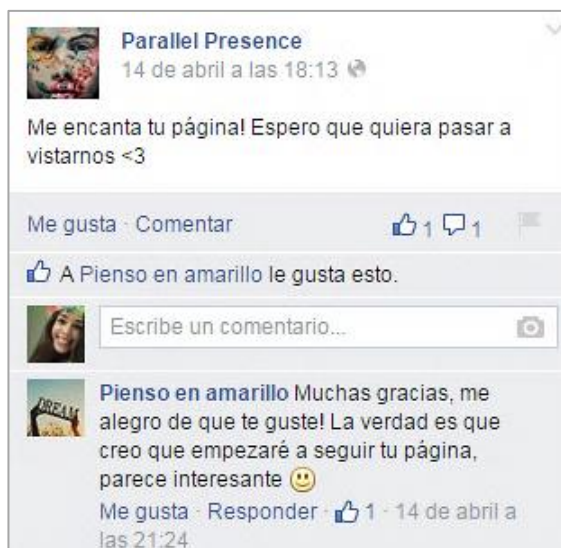 Parallel Presence
14 de abril a las 18:13
Me encanta tu página! Espero que quiera pasar a
vistarnos <3
Me gusta · Comentar 1 1
A Pienso en amarillo le gusta esto.
Escribe un comentario...
DREAM
Pienso en amarillo Muchas gracias, me
alegro de que te guste! La verdad es que
creo que empezaré a seguir tu página,
parece interesante
Me gusta · Responder · 1 · 14 de abril a
las 21:24